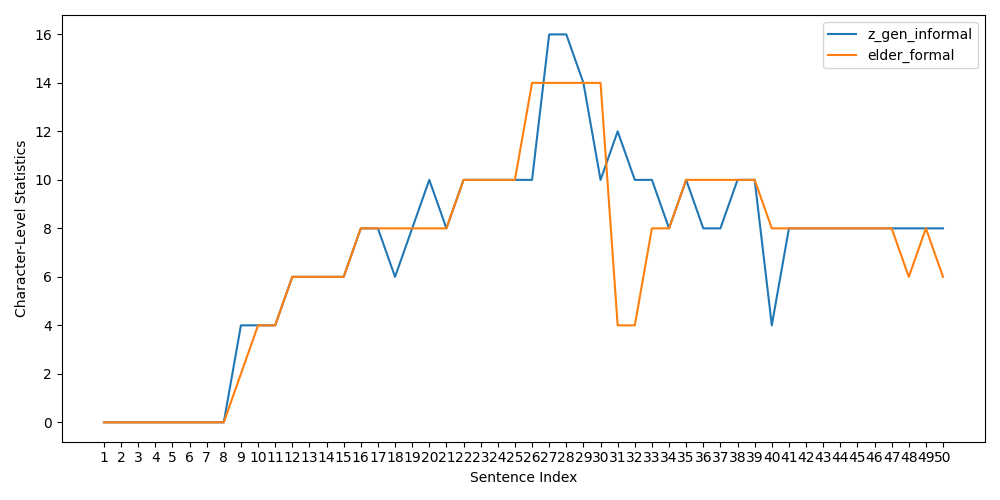 z_gen_informal
elder_formal
16
14
12
10
8
6
4
2
0
Character-Level Statistics
1 2 3 4 5 6 7 8 9 10 11 12 13 14 15 16 17 18 19 20 21 22 23 24 25 26 27 28 29 30 31 32 33 34 35 36 37 38 39 40 41 42 43 44 45 46 47 48 49 50
Sentence Index